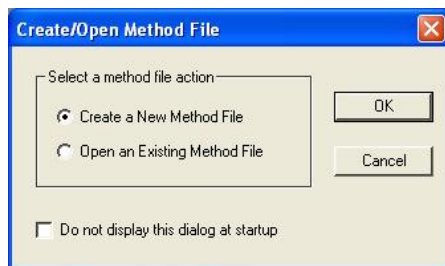 Create/Open Method File
Select a method file action
Create a New Method File
Open an Existing Method File
OK
Cancel
Do not display this dialog at startup